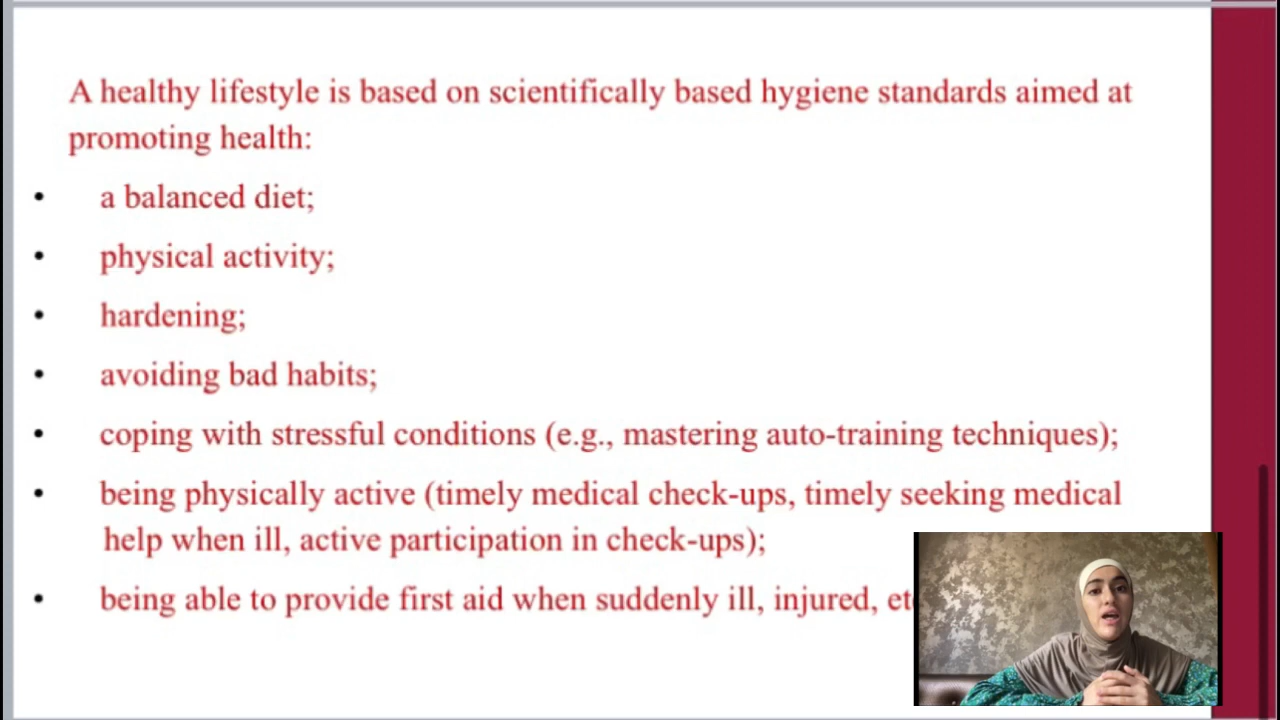 A healthy lifestyle is based on scientifically based hygiene standards aimed at
promoting health:
• a balanced diet;
• physical activity;
• hardening;
• avoiding bad habits;
• coping with stressful conditions (e.g., mastering auto-training techniques);
• being physically active (timely medical check-ups, timely seeking medical
help when ill, active participation in check-ups);
• being able to provide first aid when suddenly ill, injured,